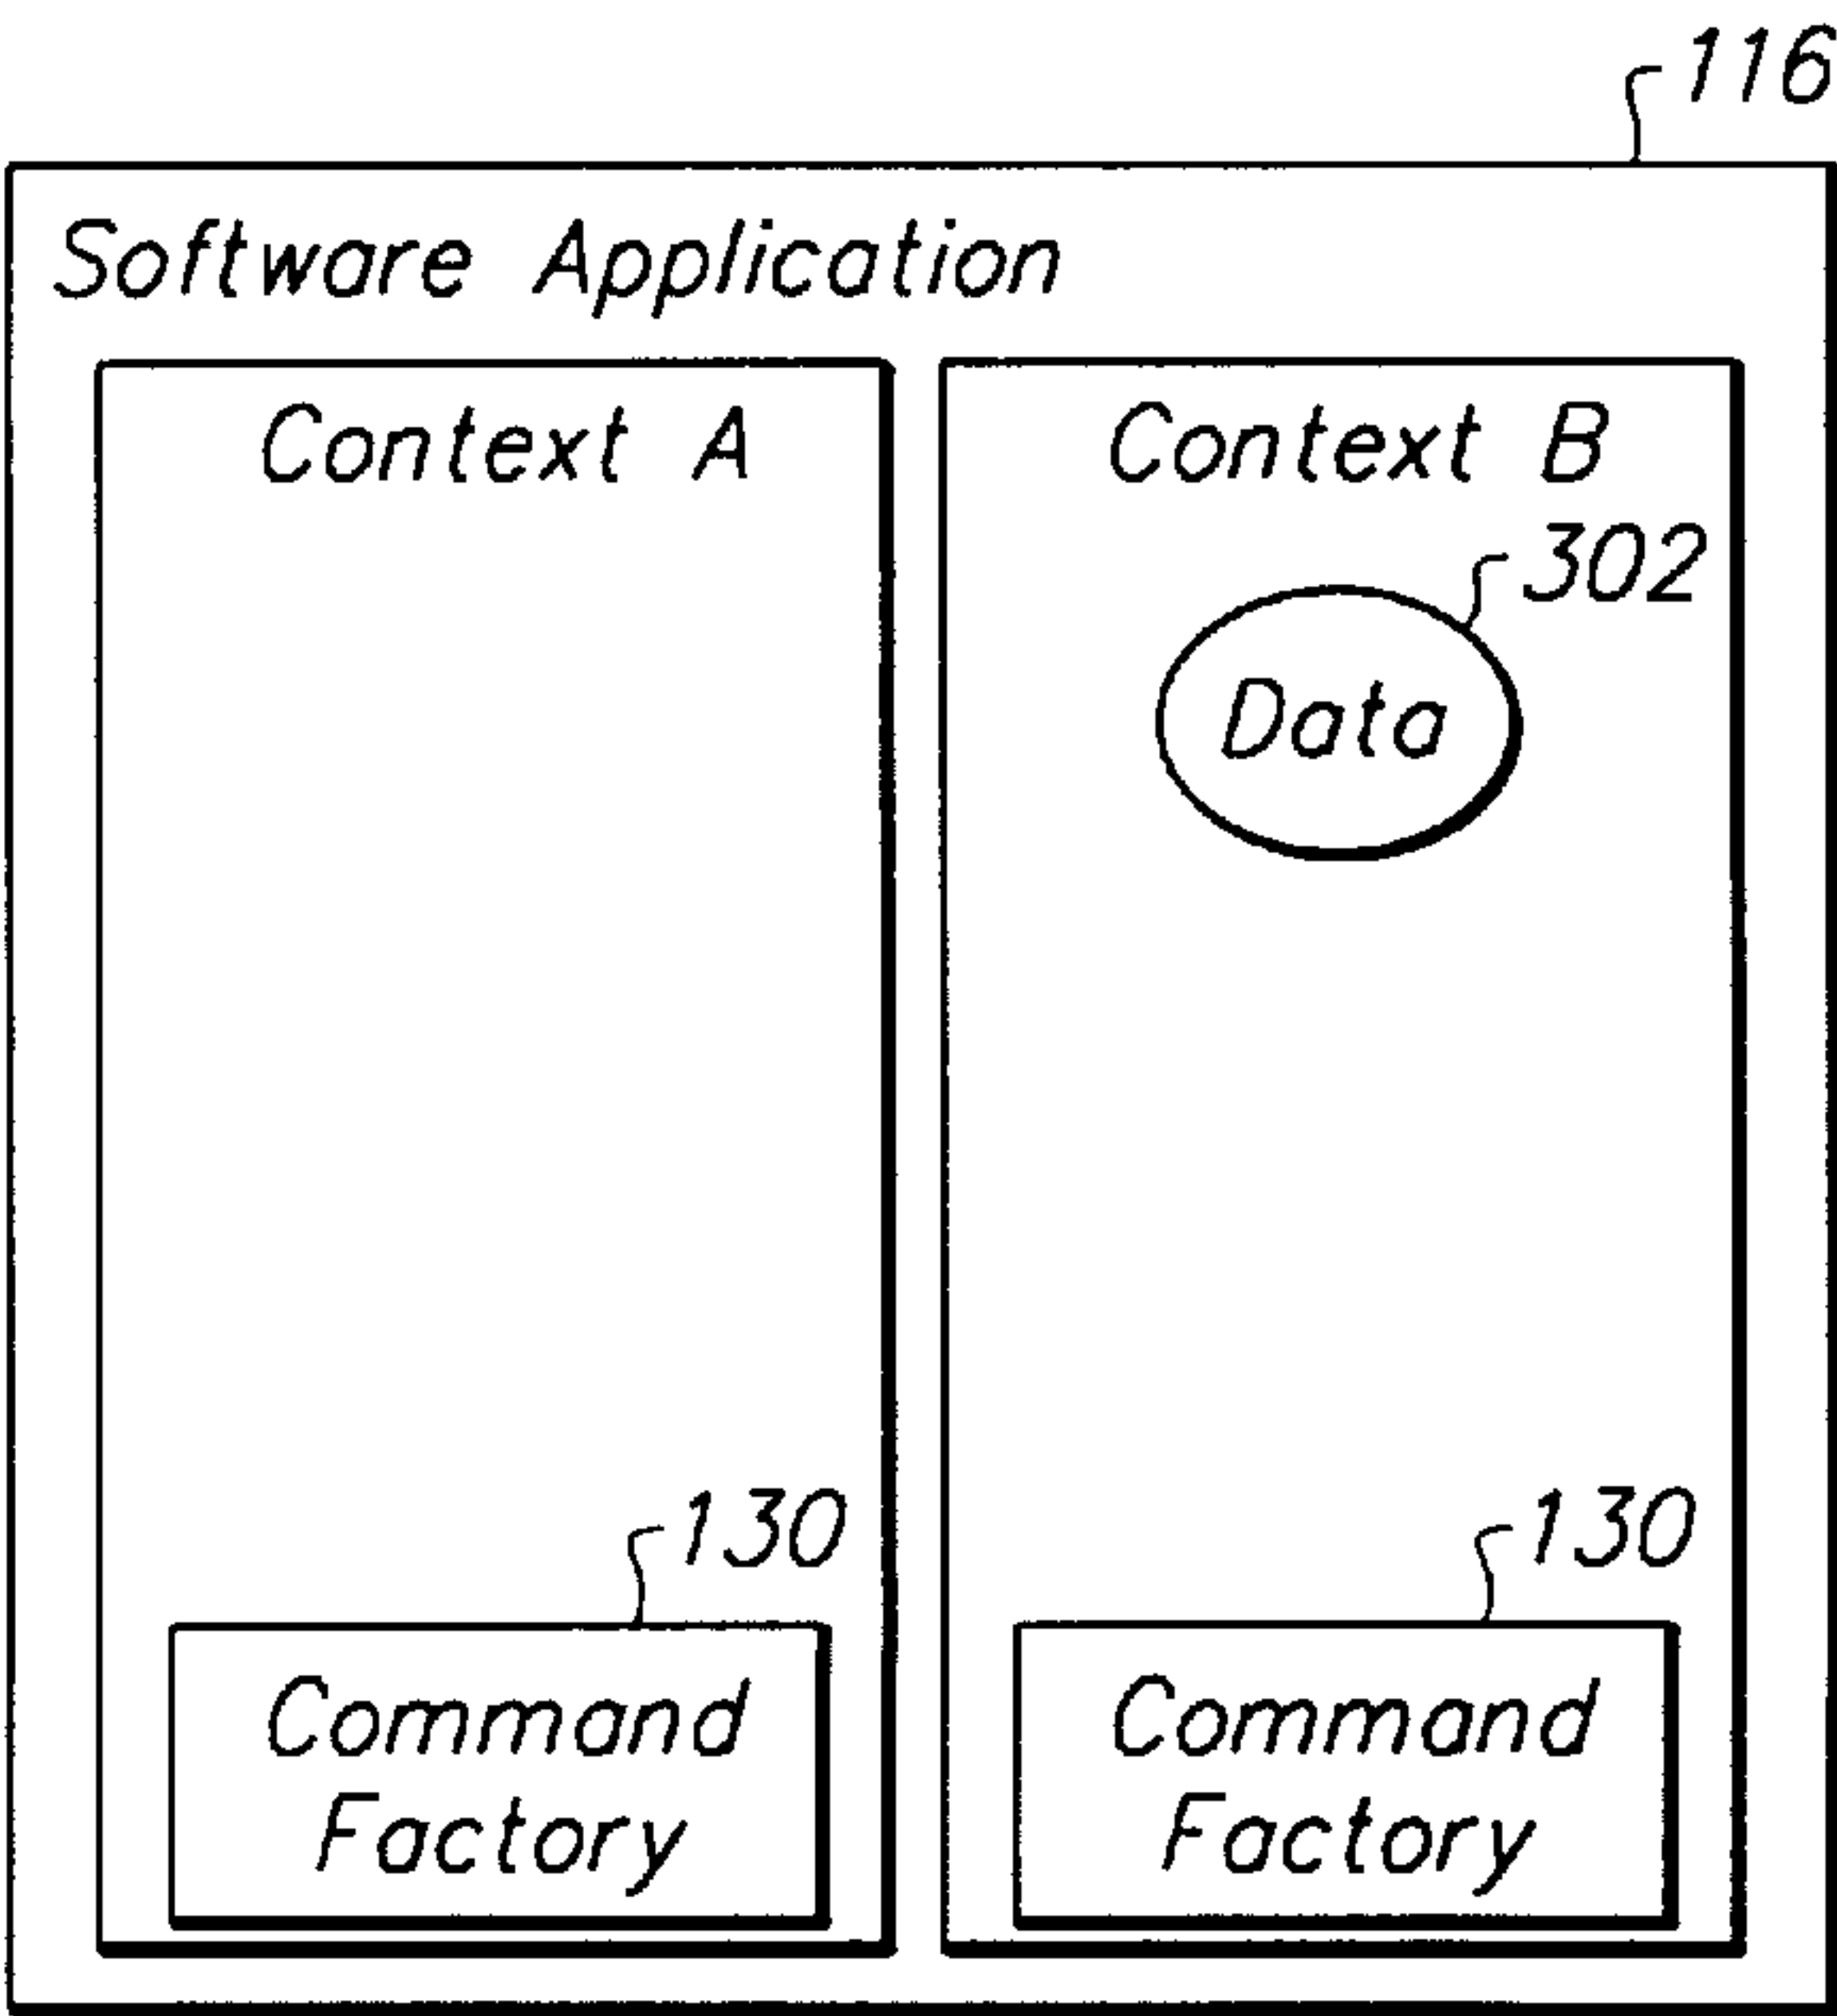 116
Software Application
Context A
Context B
302
Data
130
130
Command
Factory
Command
Factory